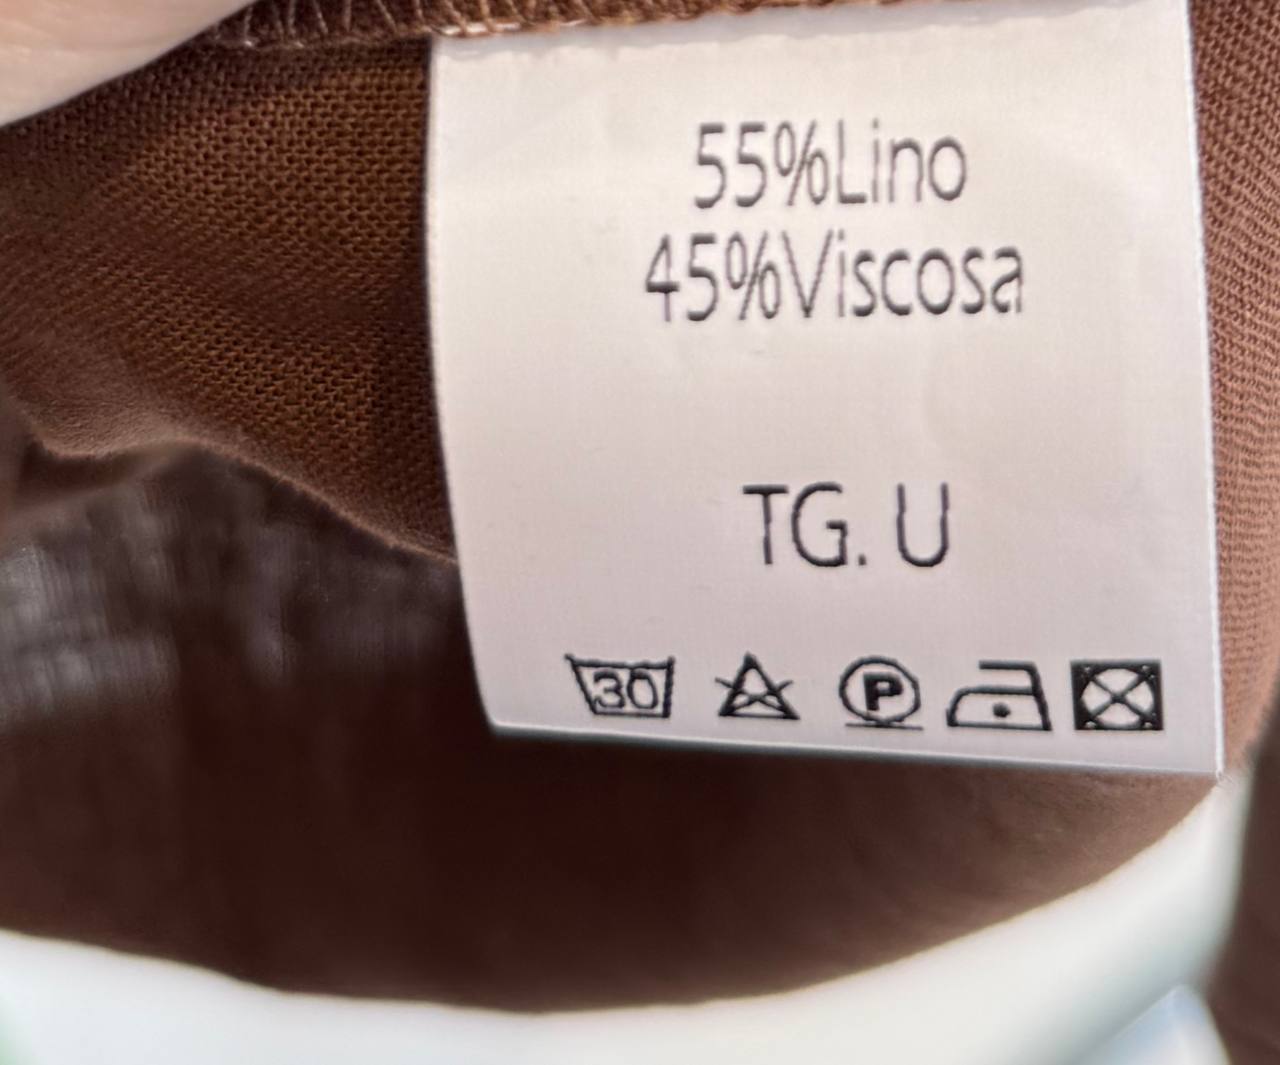 55%Lino
45%Viscosa
TG. U
30 P